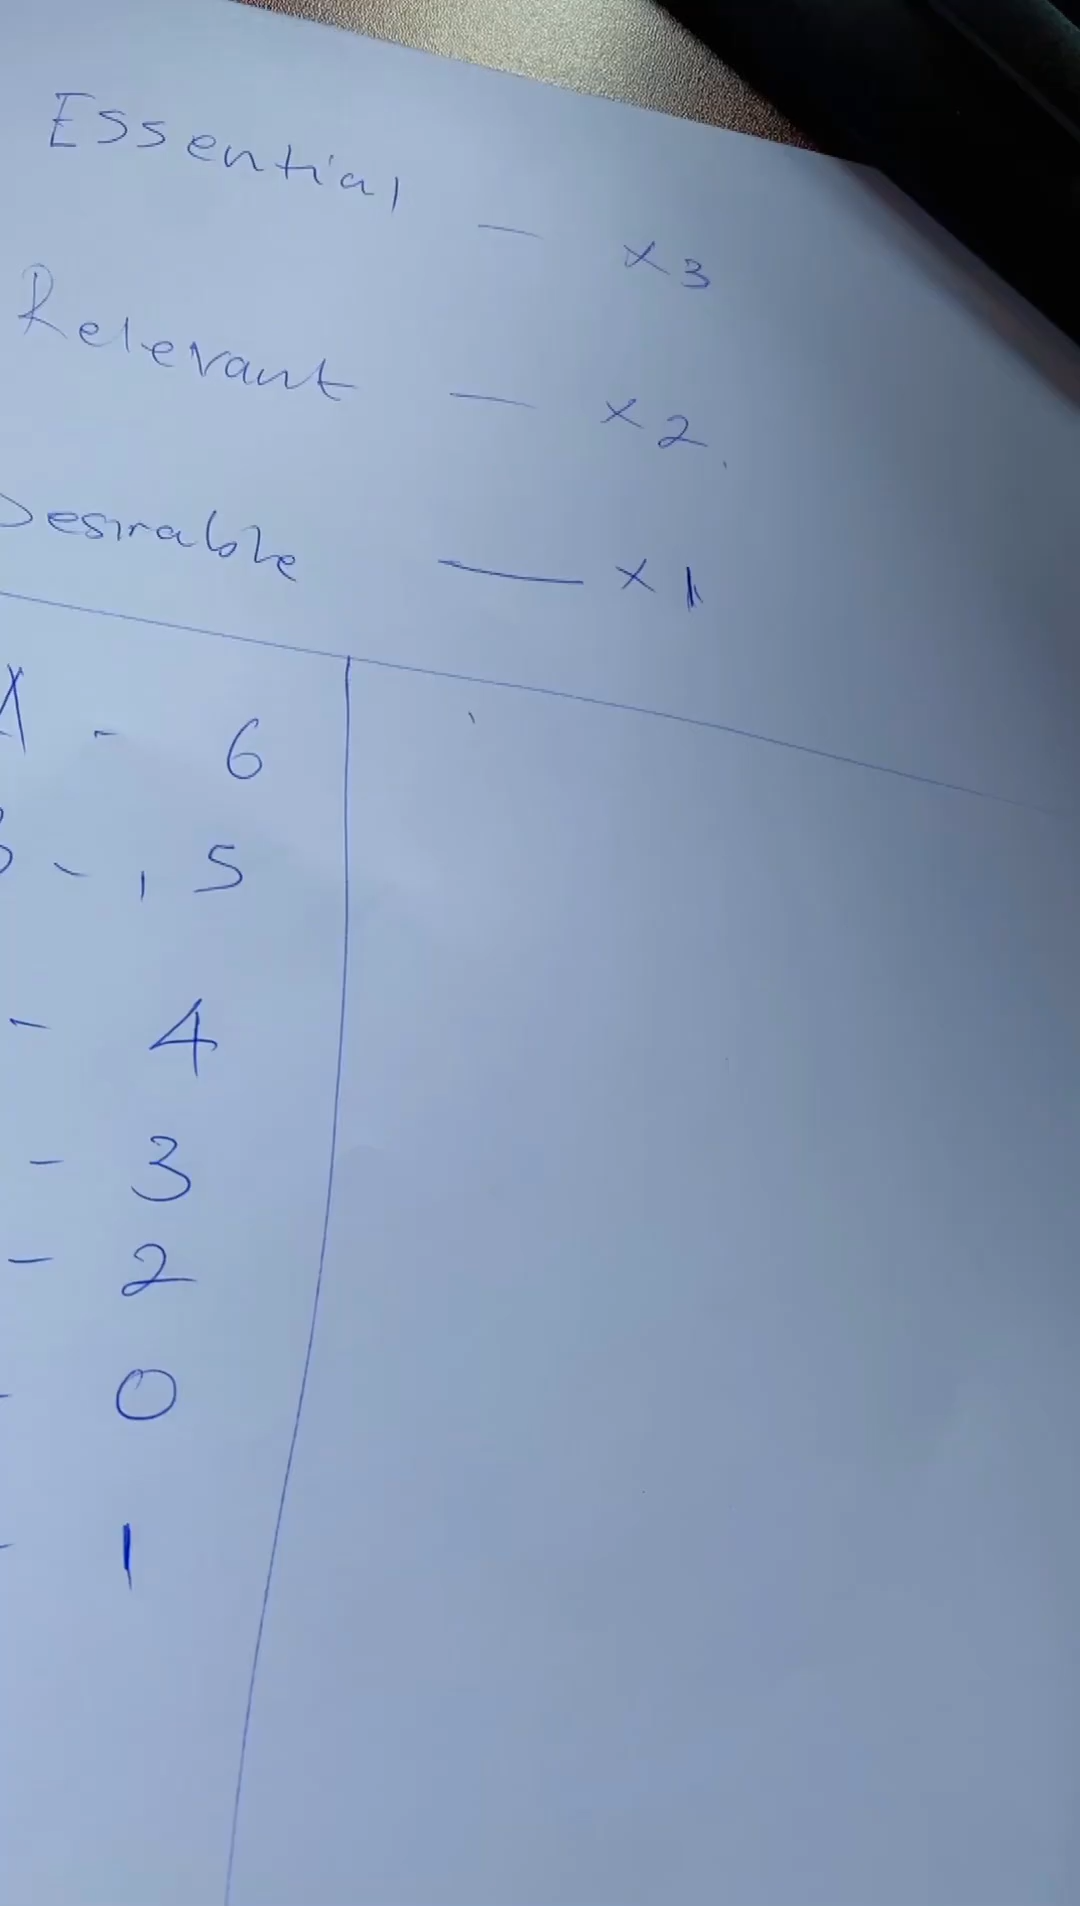 Essential — x3
Relevant — x2.
Desirable — x1
A - 6
B - 5
- 4
- 3
- 2
- 0
- 1